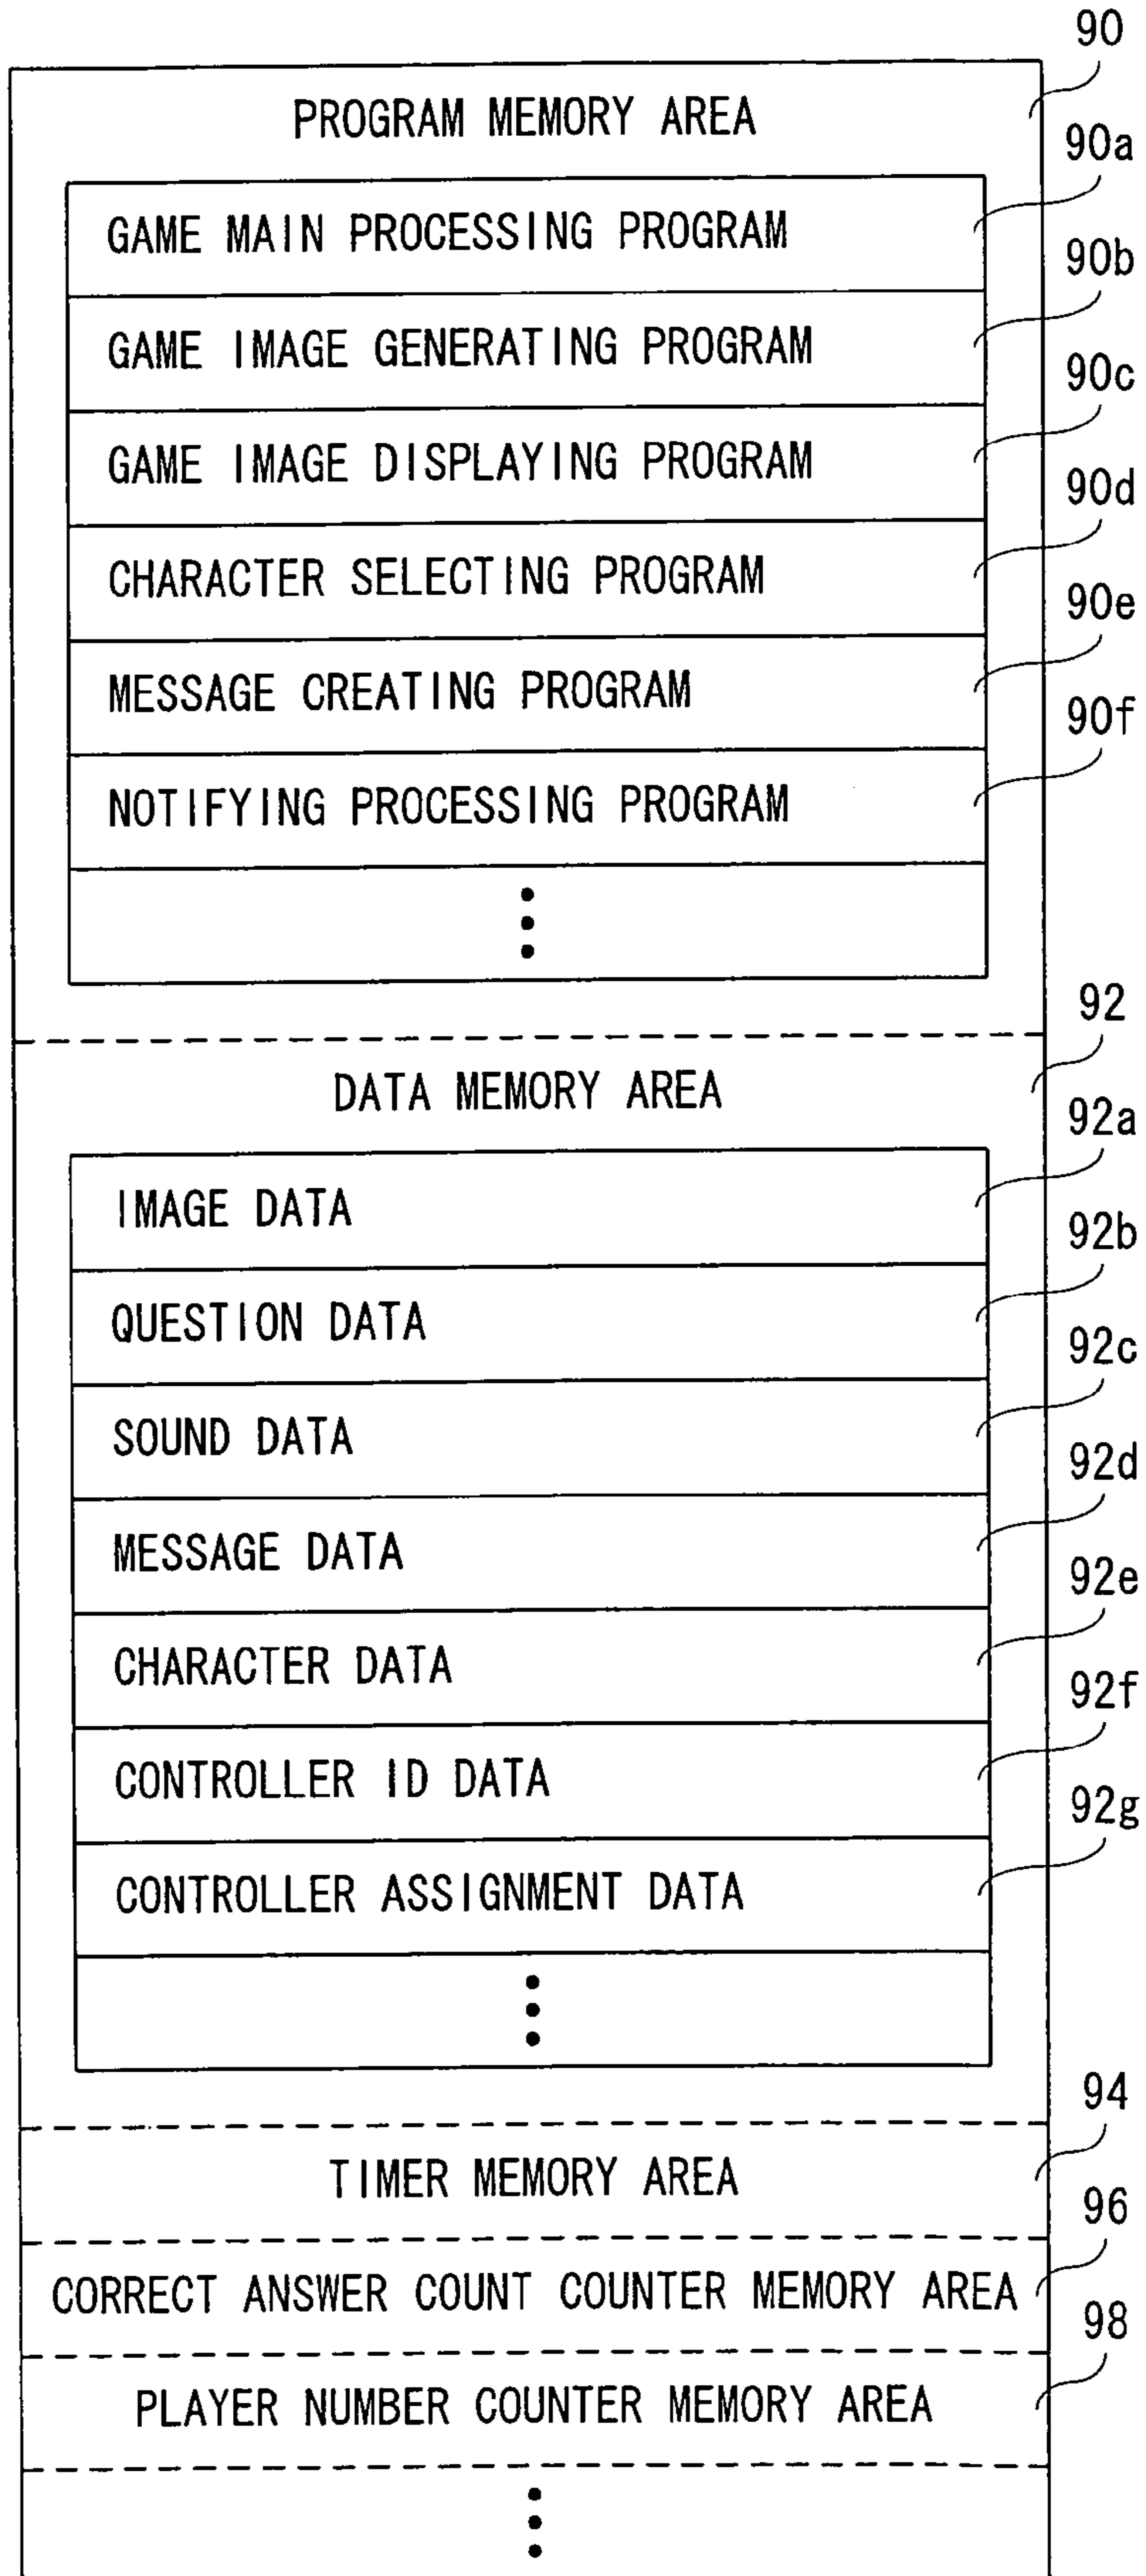 90
PROGRAM MEMORY AREA
90a
GAME MAIN PROCESSING PROGRAM
90b
GAME IMAGE GENERATING PROGRAM
90c
GAME IMAGE DISPLAYING PROGRAM
90d
CHARACTER SELECTING PROGRAM
90e
MESSAGE CREATING PROGRAM
90f
NOTIFYING PROCESSING PROGRAM
92
DATA MEMORY AREA
92a
IMAGE DATA
92b
QUESTION DATA
92c
SOUND DATA
92d
MESSAGE DATA
92e
CHARACTER DATA
92f
CONTROLLER ID DATA
92g
CONTROLLER ASSIGNMENT DATA
94
TIMER MEMORY AREA
96
CORRECT ANSWER COUNT COUNTER MEMORY AREA
98
PLAYER NUMBER COUNTER MEMORY AREA